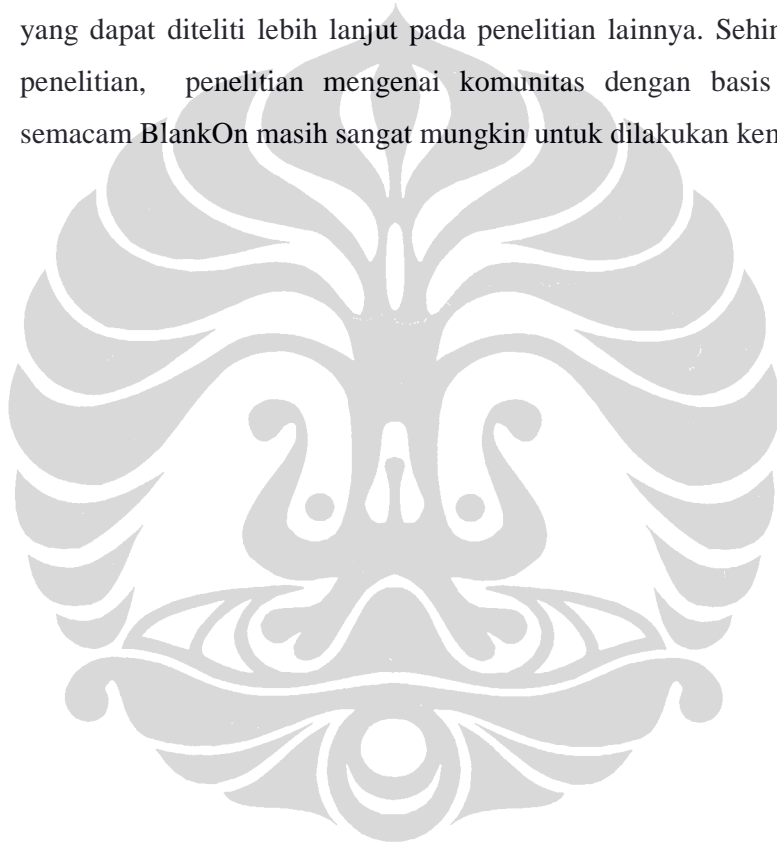 yang dapat diteliti lebih lanjut pada penelitian lainnya. Sehin
penelitian, penelitian mengenai komunitas dengan basis
semacam BlankOn masih sangat mungkin untuk dilakukan kem